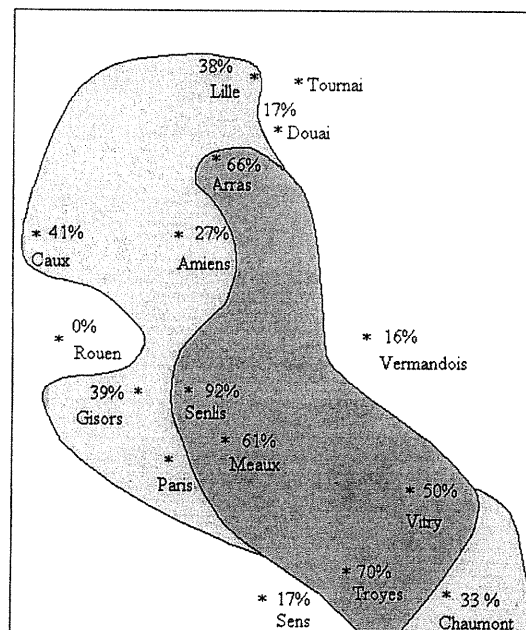 38%
Lille
* Tournai
17%
* Douai
* 66%
Arras
* 41%
Caux
* 27%
Amiens
* 0%
Rouen
* 16%
Vermandois
39% *
Gisors
* 92%
Senlis
* 61%
Meaux
*
Paris
* 50%
Vitry
* 70%
Troyes
* 17%
Sens
* 33 %
Chaumont